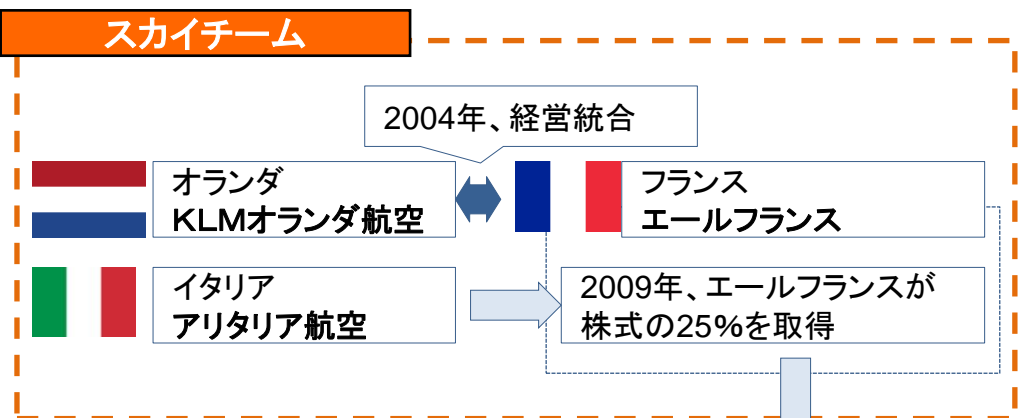 スカイチーム
2004年、経営統合
オランダ
KLMオランダ航空
フランス
エールフランス
イタリア
アリタリア航空
2009年、エールフランスが
株式の25%を取得